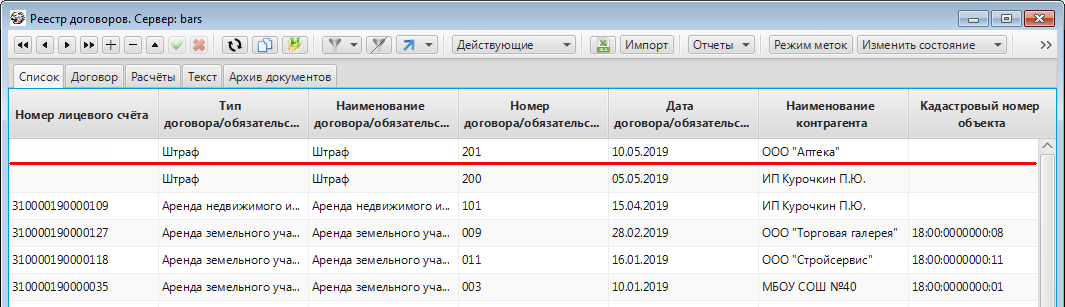 Реестр договоров. Сервер: bars
Действующие Импорт Отчеты Режим меток Изменить состояние
Список Договор Расчёты Текст Архив документов
Номер лицевого счёта Тип договора/обязательс... Наименование договора/обязательс... Номер договора/обязательс... Дата договора/обязательс... Наименование контрагента Кадастровый номер объекта
Штраф Штраф 201 10.05.2019 ООО "Аптека"
Штраф Штраф 200 05.05.2019 ИП Курочкин П.Ю.
310000190000109 Аренда недвижимого и... Аренда недвижимого и... 101 15.04.2019 ИП Курочкин П.Ю.
310000190000127 Аренда земельного уча... Аренда земельного уча... 009 28.02.2019 ООО "Торговая галерея" 18:00:0000000:08
310000190000118 Аренда земельного уча... Аренда земельного уча... 011 16.01.2019 ООО "Стройсервис" 18:00:0000000:11
310000190000035 Аренда земельного уча... Аренда земельного уча... 003 10.01.2019 МБОУ СОШ №40 18:00:0000000:01